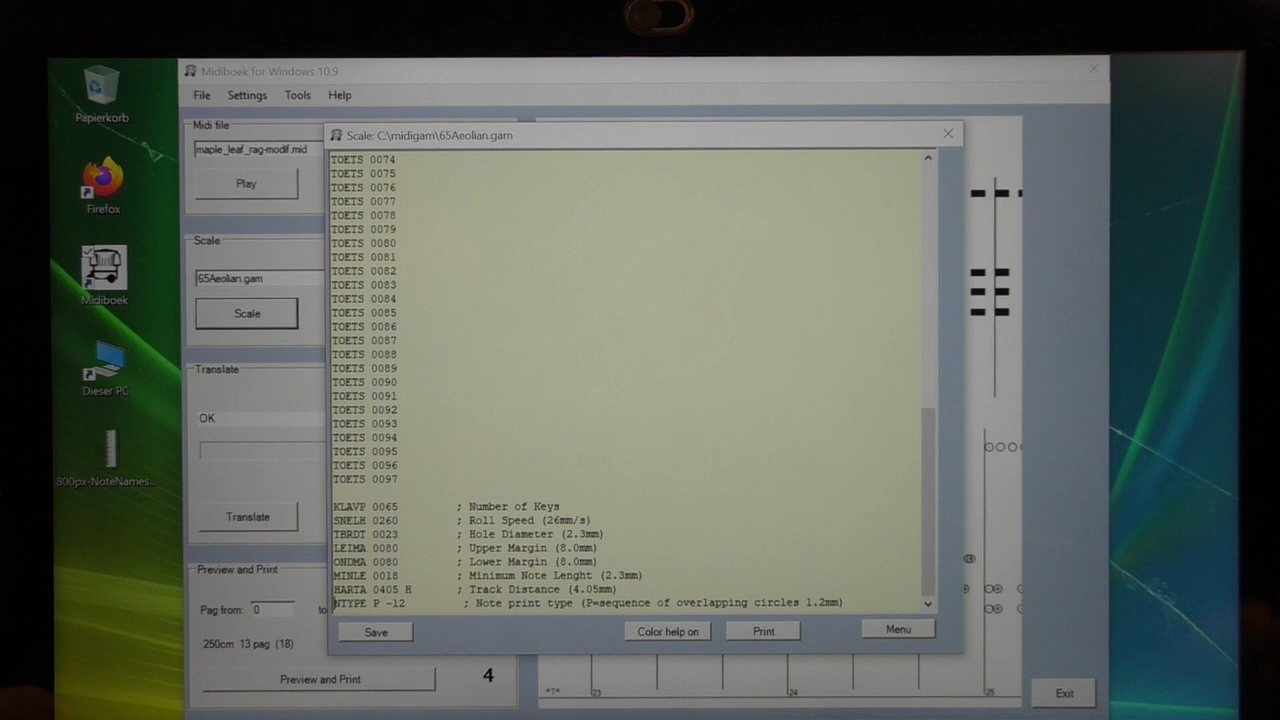 Papierkorb
Firefox
Midiboek
Dieser PC
800px-NoteNames...
Midiboek for Windows 10.9
File Settings Tools Help
Midi file
maple_leaf_rag-modif.mid
Play
Scale
65Aeolian.gam
Scale
Translate
OK
Translate
Preview and Print
Pag from: 0 to
250cm 13 pag (18)
Preview and Print
4
Scale: C:\midigam\65Aeolian.gam
TOETS 0074
TOETS 0075
TOETS 0076
TOETS 0077
TOETS 0078
TOETS 0079
TOETS 0080
TOETS 0081
TOETS 0082
TOETS 0083
TOETS 0084
TOETS 0085
TOETS 0086
TOETS 0087
TOETS 0088
TOETS 0089
TOETS 0090
TOETS 0091
TOETS 0092
TOETS 0093
TOETS 0094
TOETS 0095
TOETS 0096
TOETS 0097
KLAVP 0065 ; Number of Keys
SNELH 0260 ; Roll Speed (26mm/s)
TBRDT 0023 ; Hole Diameter (2.3mm)
LEIMA 0080 ; Upper Margin (8.0mm)
ONDMA 0080 ; Lower Margin (8.0mm)
MINLE 0018 ; Minimum Note Lenght (2.3mm)
HARTA 0405 H ; Track Distance (4.05mm)
NTYPE P -12 ; Note print type (P=sequence of overlapping circles 1.2mm)
Save Color help on Print Menu
*7* 23 24 25
Exit